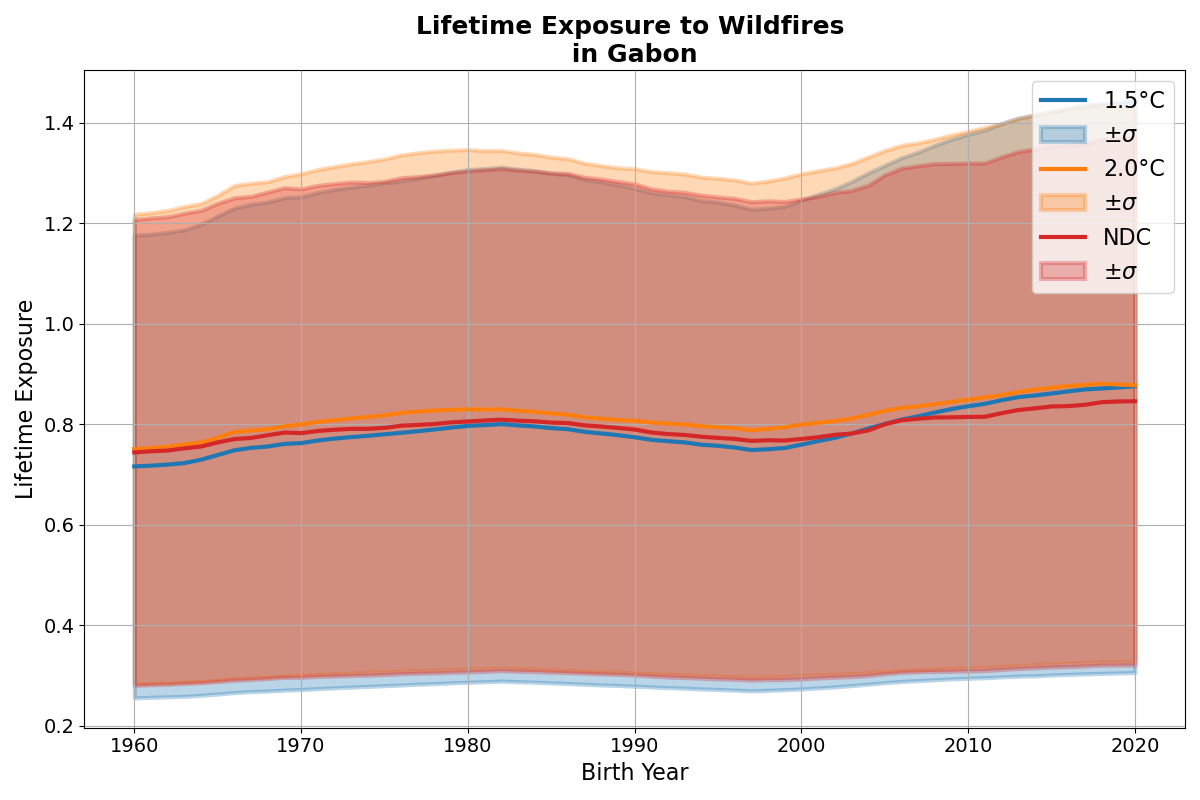 Lifetime Exposure to Wildfires
in Gabon
1.5°C
±σ
2.0°C
±σ
NDC
±σ
Lifetime Exposure
1.4
1.2
1.0
0.8
0.6
0.4
0.2
1960 1970 1980 1990 2000 2010 2020
Birth Year